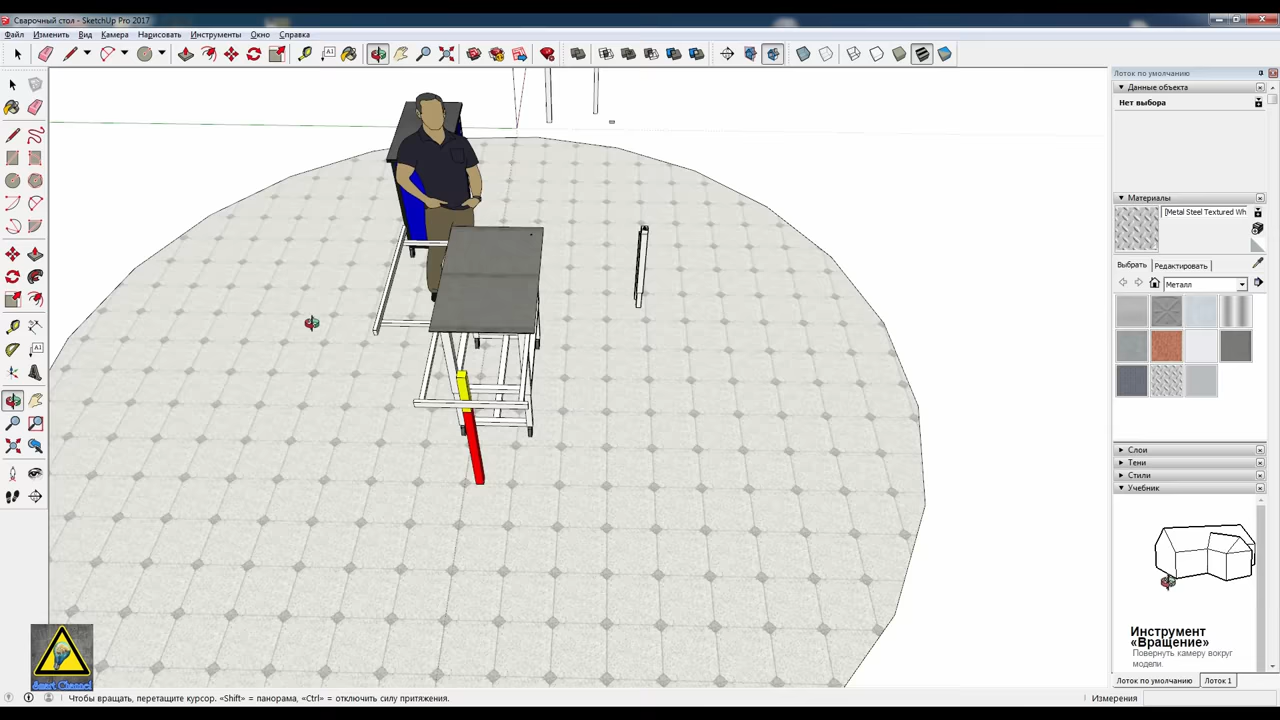 Сварочный стол - SketchUp Pro 2017
Файл Изменить Вид Камера Нарисовать Инструменты Окно Справка
Лоток по умолчанию
Данные объекта
Нет выбора
Материалы
[Metal Steel Textured Wh
Выбрать Редактировать
Металл
Слои
Тени
Стили
Учебник
Инструмент
«Вращение»
Повернуть камеру вокруг
модели.
Smart Channel
Чтобы вращать, перетащите курсор. «Shift» = панорама, «Ctrl» = отключить силу притяжения.
Измерения
Лоток по умолчанию Лоток 1